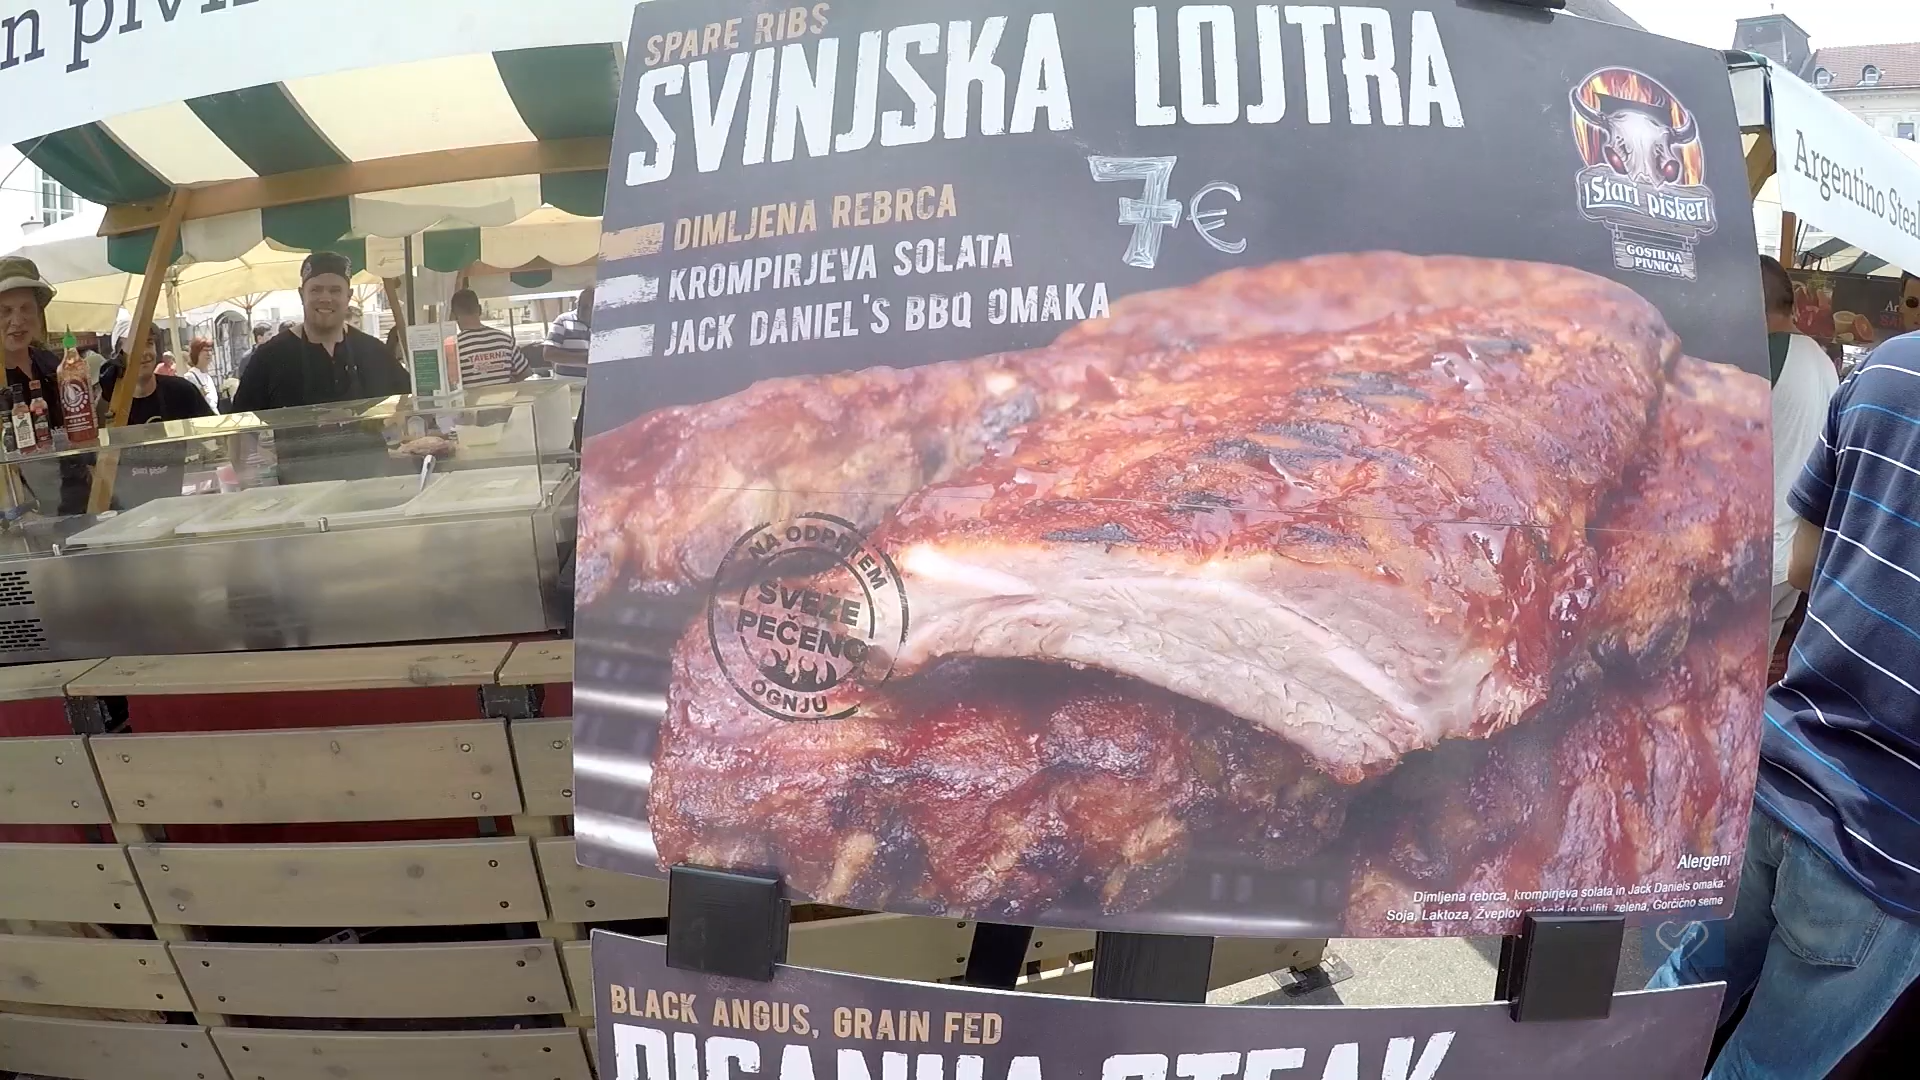 SPARE RIBS
SVINJSKA LOJTRA
7€
DIMLJENA REBRCA
KROMPIRJEVA SOLATA
JACK DANIEL'S BBQ OMAKA
Stari pisker
GOSTILNA
PIVNICA
Argentino Steak
TAVERNA
NA ODPRTEM
SVEŽE
PEČENO
OGNJU
Alergeni
Dimljena rebrca, krompirjeva solata in Jack Daniels omaka:
Soja, Laktoza, Žveplov dioksid in sulfiti, zelena, Gorčično seme
BLACK ANGUS, GRAIN FED
PICANHA STEAK